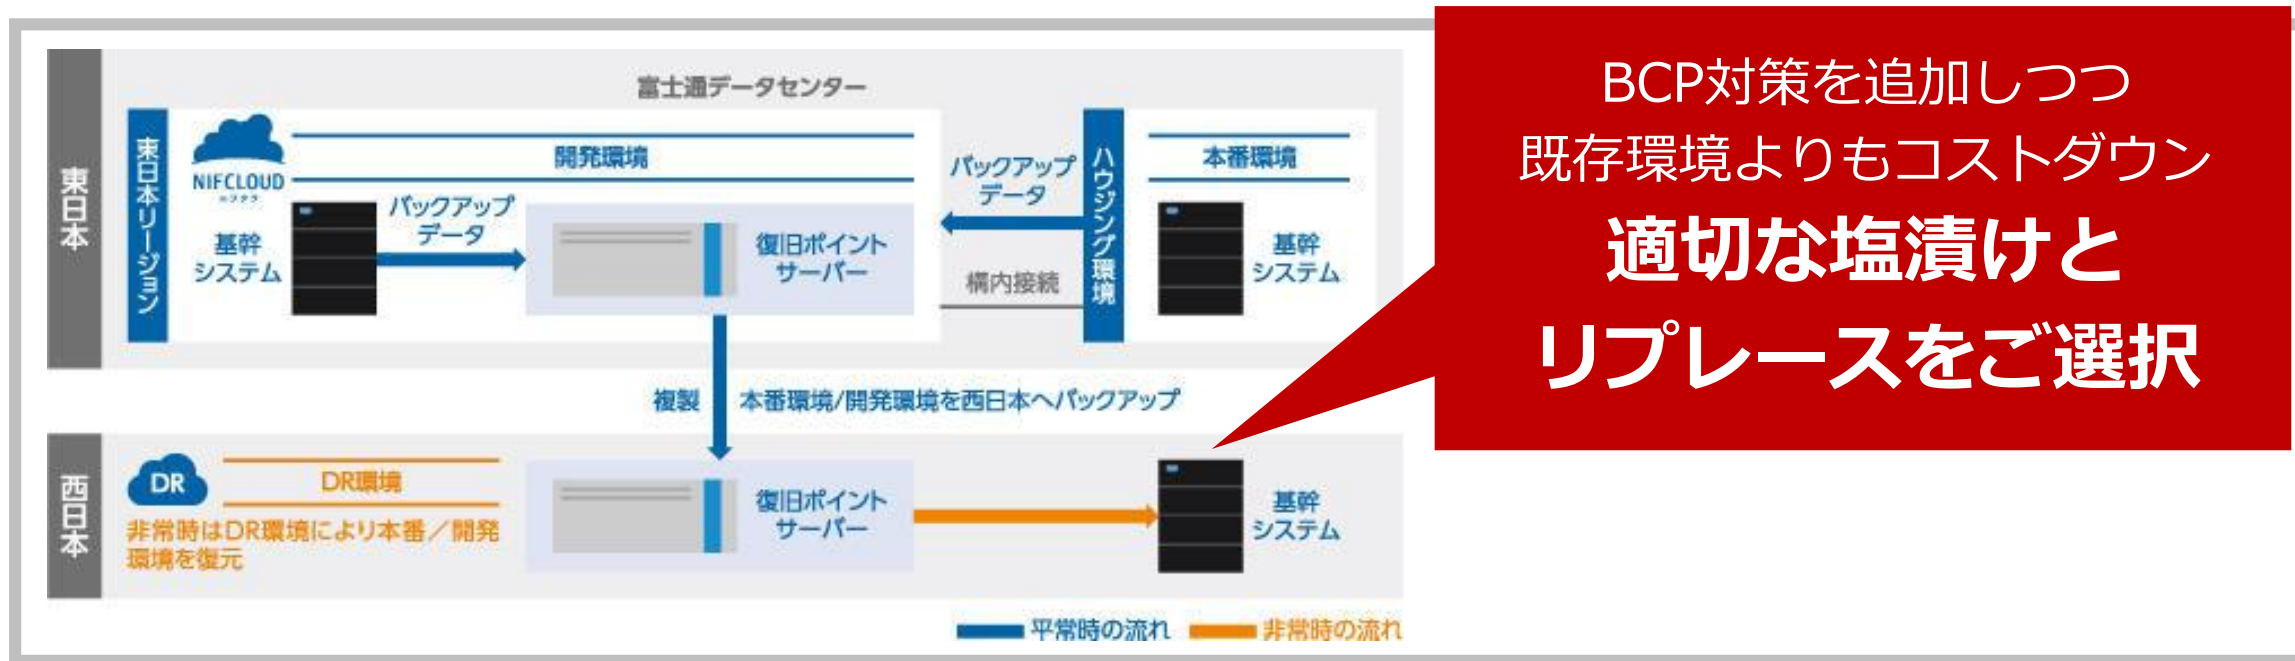 富士通データセンター
東日本
東日本リージョン
NIFCLOUD
ニフクラ
開発環境
基幹
システム
バックアップ
データ
復旧ポイント
サーバー
バックアップ
データ
構内接続
ハウジング環境
本番環境
基幹
システム
複製
本番環境/開発環境を西日本へバックアップ
西日本
DR
DR環境
非常時はDR環境により本番／開発
環境を復元
復旧ポイント
サーバー
基幹
システム
平常時の流れ
非常時の流れ
BCP対策を追加しつつ
既存環境よりもコストダウン
適切な塩漬けと
リプレースをご選択